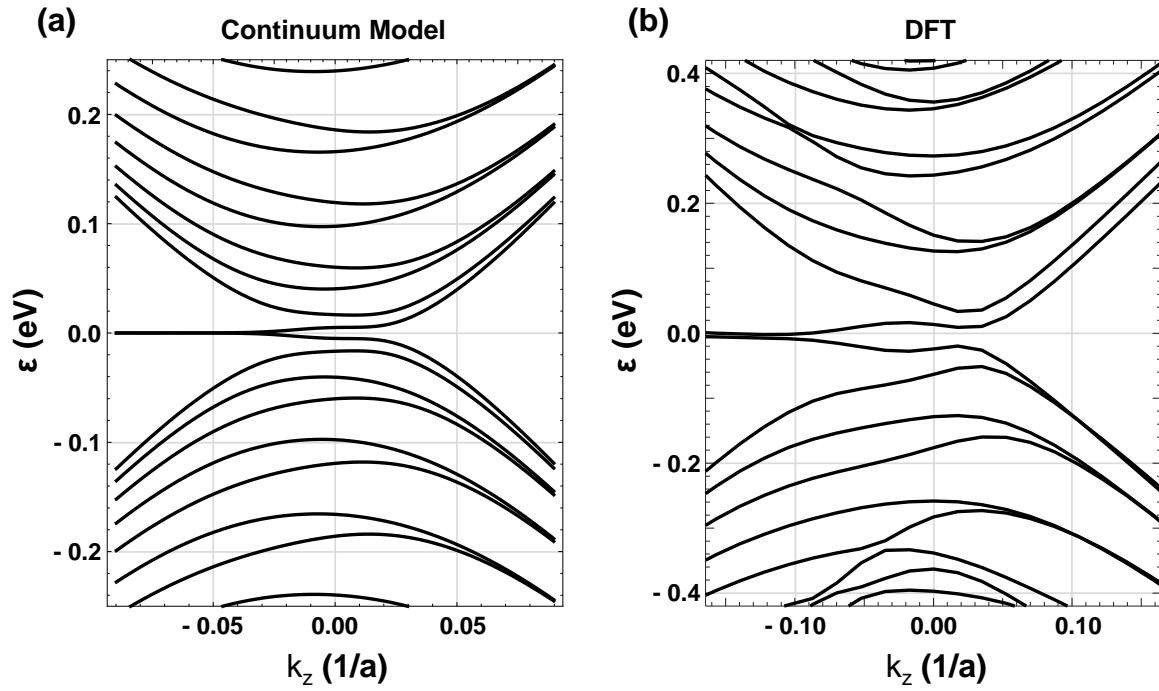 (a)
Continuum Model
ε (eV)
0.2
0.1
0.0
- 0.1
- 0.2
- 0.05
0.00
0.05
k_z (1/a)
(b)
DFT
ε (eV)
0.4
0.2
0.0
- 0.2
- 0.4
- 0.10
0.00
0.10
k_z (1/a)